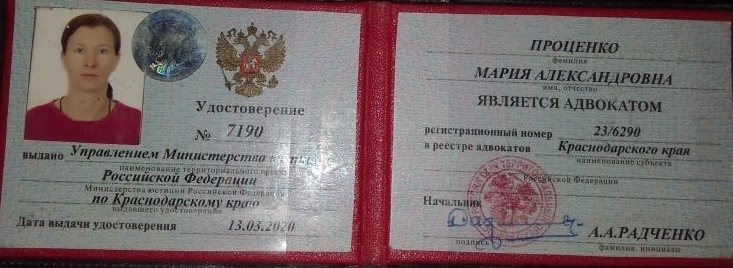 Удостоверение
№ 7190
выдано Управлением Министерства
наименование территориального органа
Российской Федерации
Министерства юстиции Российской Федерации
по Краснодарскому краю
выдавшего удостоверение
Дата выдачи удостоверения 13.03.2020
ПРОЦЕНКО
фамилия
МАРИЯ АЛЕКСАНДРОВНА
имя, отчество
ЯВЛЯЕТСЯ АДВОКАТОМ
регистрационный номер 23/6290
в реестре адвокатов Краснодарского края
наименование субъекта
Российской Федерации
Начальник
А.А.РАДЧЕНКО
подпись фамилия, инициалы